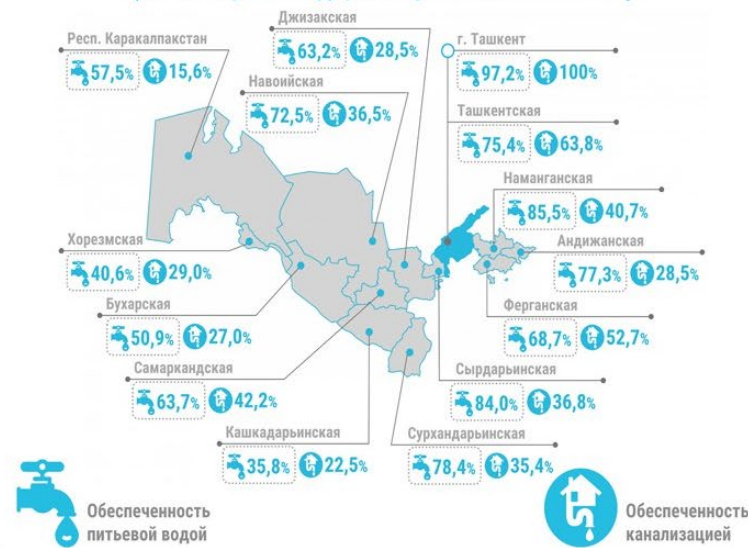 Джизакская
63,2% 28,5%
Респ. Каракалпакстан
57,5% 15,6%
г. Ташкент
97,2% 100%
Навоийская
72,5% 36,5%
Ташкентская
75,4% 63,8%
Наманганская
85,5% 40,7%
Хорезмская
40,6% 29,0%
Андижанская
77,3% 28,5%
Бухарская
50,9% 27,0%
Ферганская
68,7% 52,7%
Самаркандская
63,7% 42,2%
Сырдарьинская
84,0% 36,8%
Кашкадарьинская
35,8% 22,5%
Сурхандарьинская
78,4% 35,4%
Обеспеченность
питьевой водой
Обеспеченность
канализацией